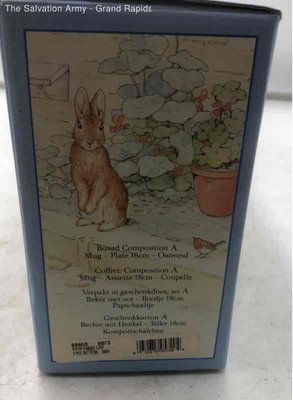 The Salvation Army - Grand Rapids
Boxed Composition A
Mug - Plate 18cm - Oatmeal
Coffret: Composition A
Mug - Assiette 18cm - Coupelle
Verpakt in geschenkdoos; set A
Beker met oor - Bordje 18cm
Papschaaltje
Geschenkkarton A
Becher mit Henkel - Teller 18cm
Kompottschälchen